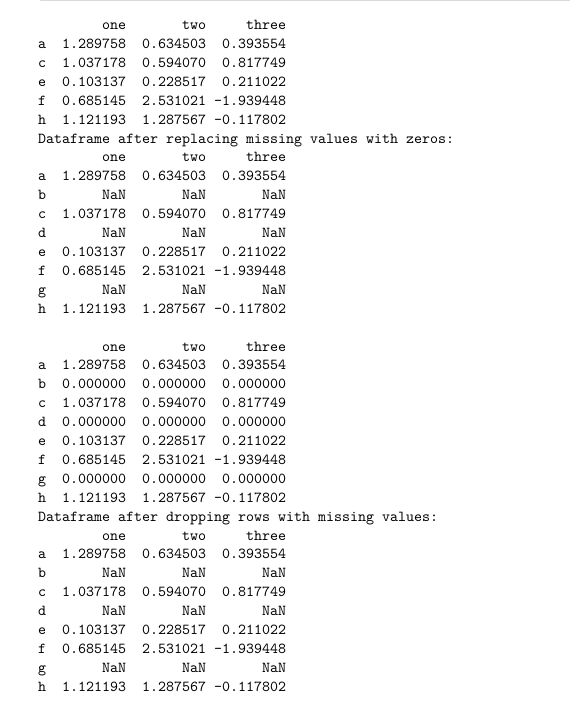 one two three
a 1.289758 0.634503 0.393554
c 1.037178 0.594070 0.817749
e 0.103137 0.228517 0.211022
f 0.685145 2.531021 -1.939448
h 1.121193 1.287567 -0.117802
Dataframe after replacing missing values with zeros:
one two three
a 1.289758 0.634503 0.393554
b NaN NaN NaN
c 1.037178 0.594070 0.817749
d NaN NaN NaN
e 0.103137 0.228517 0.211022
f 0.685145 2.531021 -1.939448
g NaN NaN NaN
h 1.121193 1.287567 -0.117802
one two three
a 1.289758 0.634503 0.393554
b 0.000000 0.000000 0.000000
c 1.037178 0.594070 0.817749
d 0.000000 0.000000 0.000000
e 0.103137 0.228517 0.211022
f 0.685145 2.531021 -1.939448
g 0.000000 0.000000 0.000000
h 1.121193 1.287567 -0.117802
Dataframe after dropping rows with missing values:
one two three
a 1.289758 0.634503 0.393554
b NaN NaN NaN
c 1.037178 0.594070 0.817749
d NaN NaN NaN
e 0.103137 0.228517 0.211022
f 0.685145 2.531021 -1.939448
g NaN NaN NaN
h 1.121193 1.287567 -0.117802